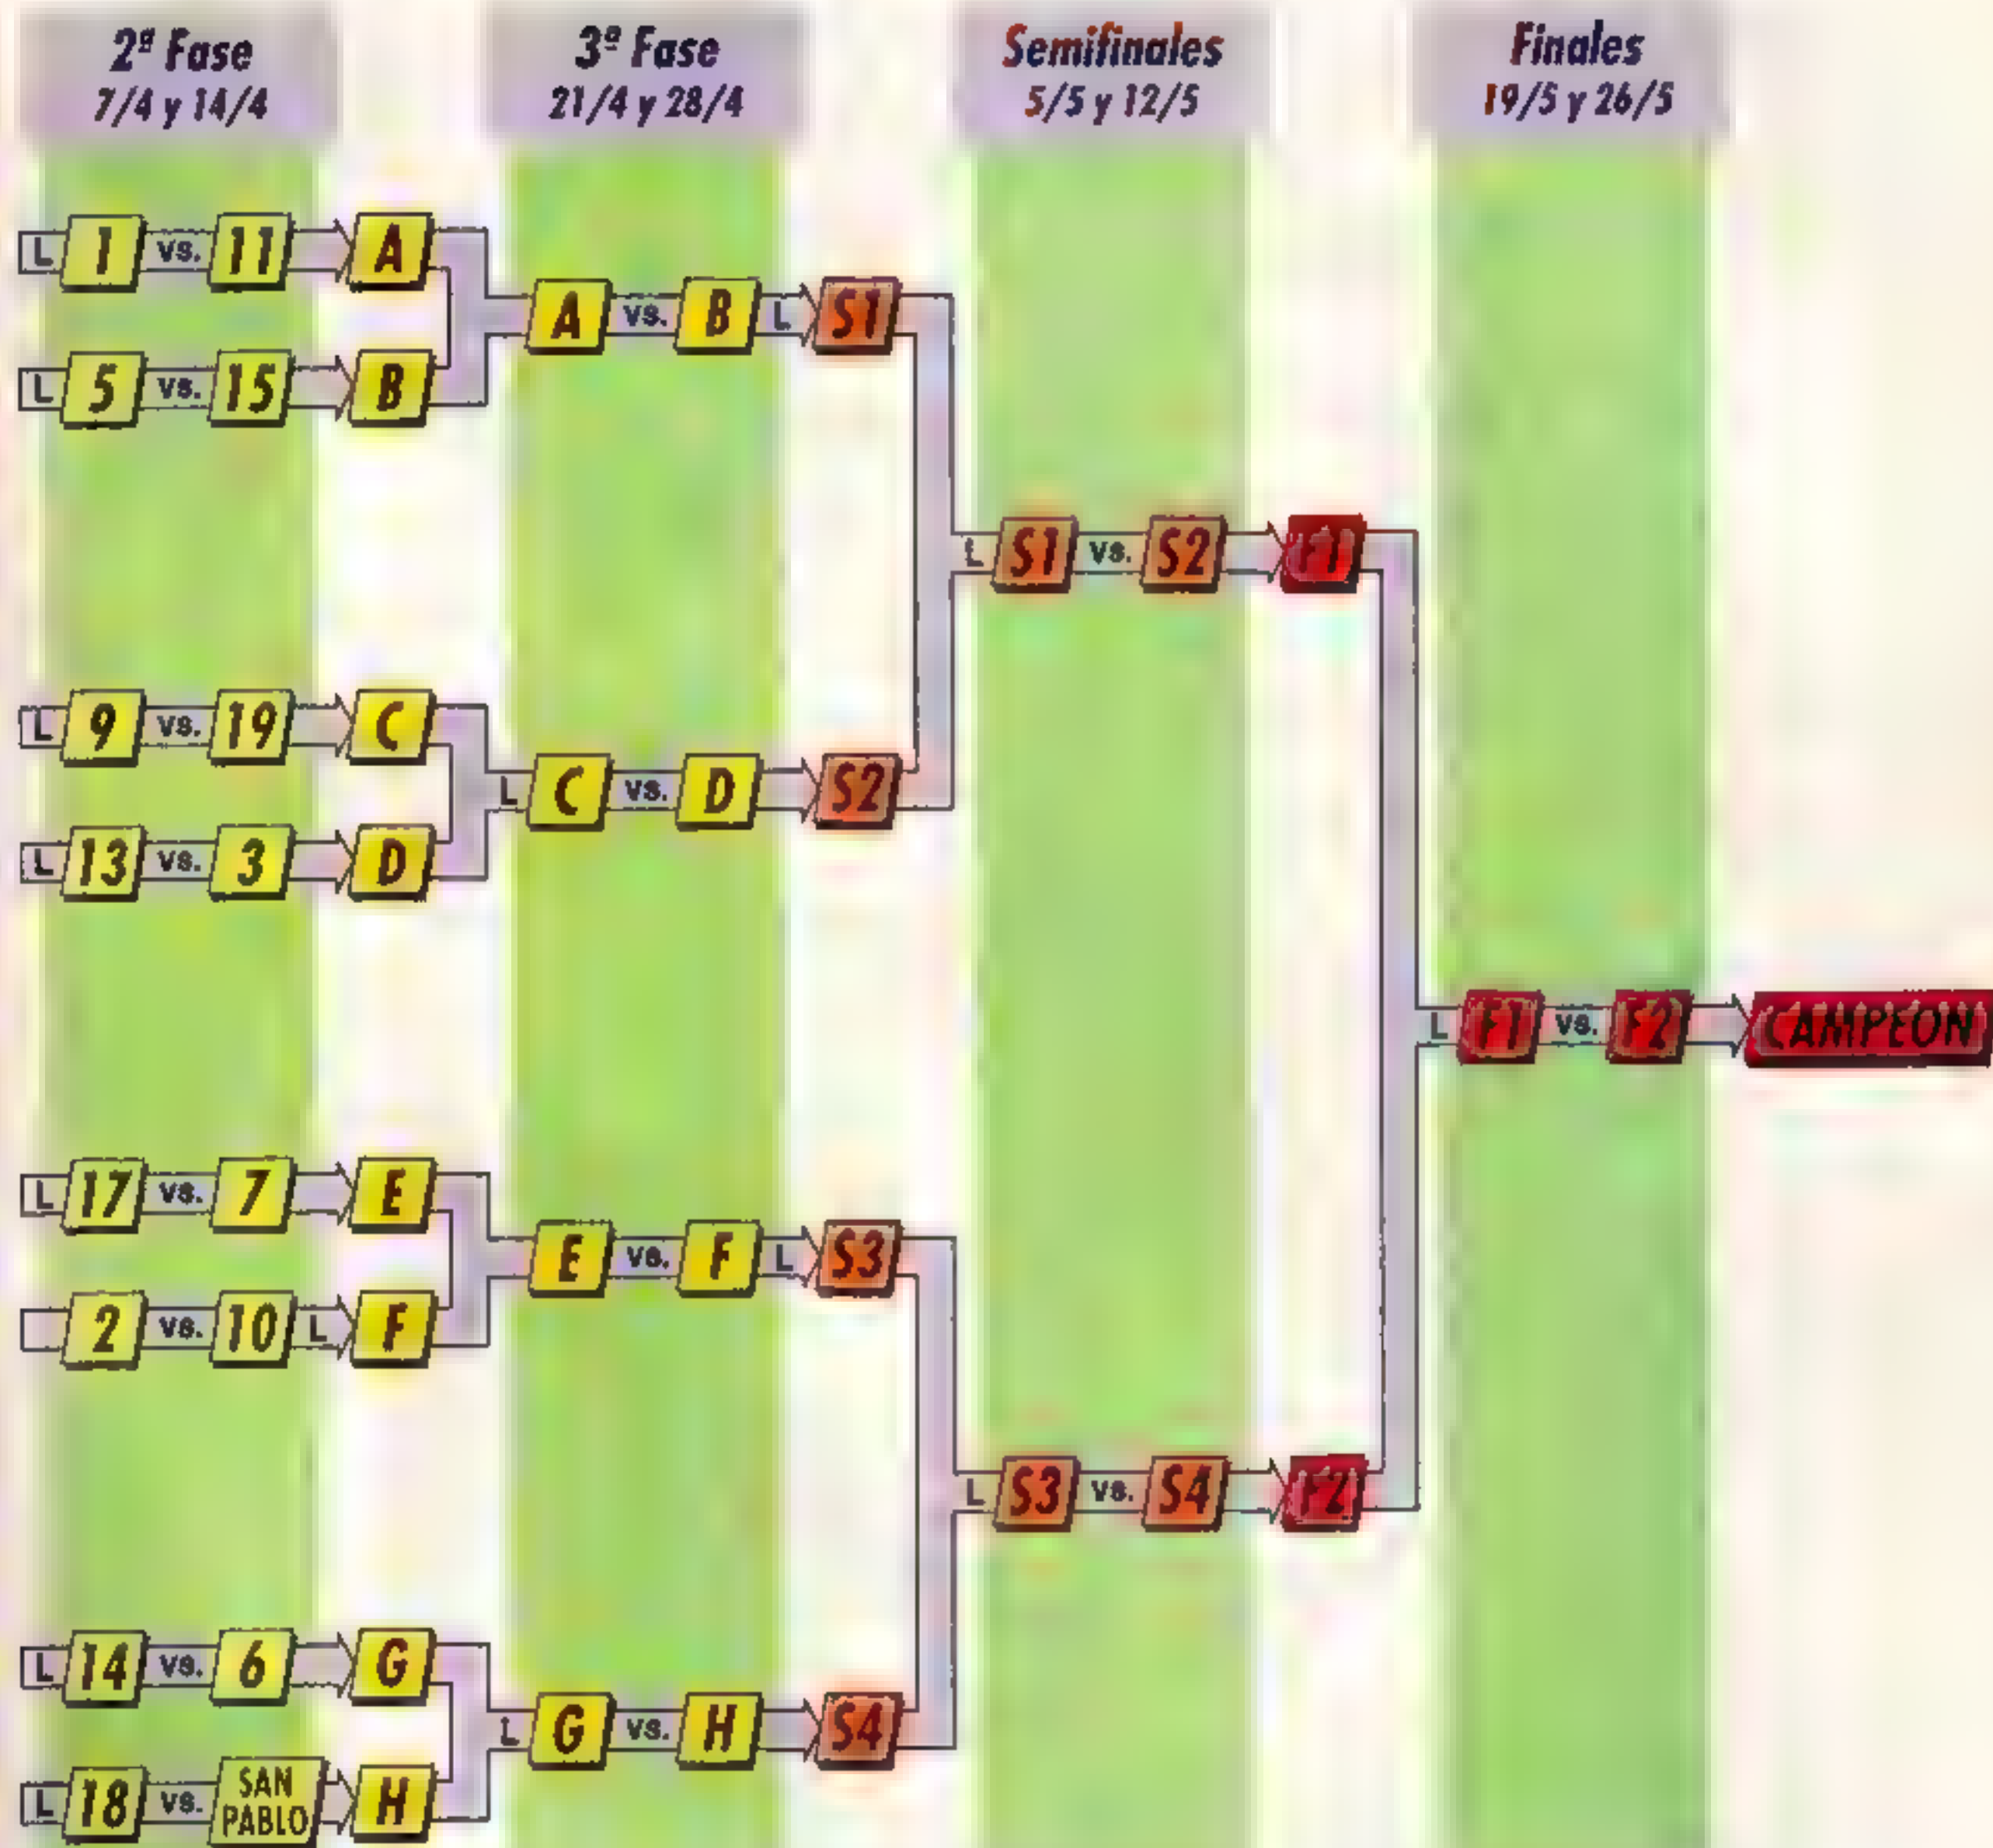 2ª Fase
7/4 y 14/4
3ª Fase
21/4 y 28/4
Semifinales
5/5 y 12/5
Finales
19/5 y 26/5
L 1 vs. 11 A
L 5 vs. 15 B
A vs. B L S1
L 9 vs. 19 C
L 13 vs. 3 D
L C vs. D S2
L S1 vs. S2 F1
L 17 vs. 7 E
2 vs. 10 L F
E vs. F L S3
L 14 vs. 6 G
L 18 vs. SAN PABLO H
L G vs. H S4
L S3 vs. S4 F2
L F1 vs. F2 CAMPEON